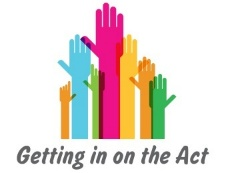 Getting in on the Act